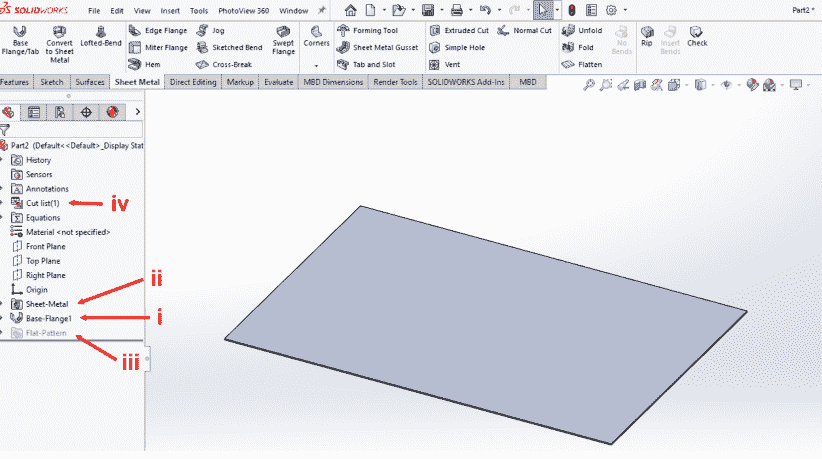 SOLIDWORKS File Edit View Insert Tools PhotoView 360 Window Part2 *
Base Flange/Tab
Convert to Sheet Metal
Lofted-Bend
Edge Flange
Miter Flange
Hem
Jog
Sketched Bend
Cross-Break
Swept Flange
Corners
Forming Tool
Sheet Metal Gusset
Tab and Slot
Extruded Cut
Simple Hole
Vent
Normal Cut
Unfold
Fold
Flatten
No Bends
Rip
Insert Bends
Check
Features Sketch Surfaces Sheet Metal Direct Editing Markup Evaluate MBD Dimensions Render Tools SOLIDWORKS Add-Ins MBD
Part2 (Default<<Default>_Display Stat
History
Sensors
Annotations
Cut list(1) iv
Equations
Material <not specified>
Front Plane
Top Plane
Right Plane
Origin
Sheet-Metal ii
Base-Flange1 i
Flat-Pattern iii